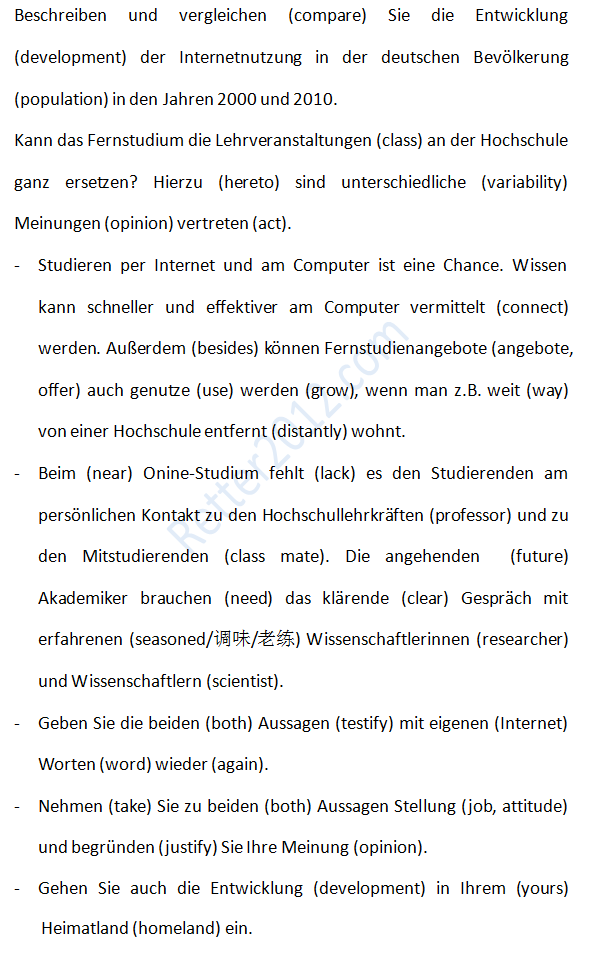 Beschreiben und vergleichen (compare) Sie die Entwicklung
(development) der Internetnutzung in der deutschen Bevölkerung
(population) in den Jahren 2000 und 2010.
Kann das Fernstudium die Lehrveranstaltungen (class) an der Hochschule
ganz ersetzen? Hierzu (hereto) sind unterschiedliche (variability)
Meinungen (opinion) vertreten (act).
- Studieren per Internet und am Computer ist eine Chance. Wissen
kann schneller und effektiver am Computer vermittelt (connect)
werden. Außerdem (besides) können Fernstudienangebote (angebote,
offer) auch genutze (use) werden (grow), wenn man z.B. weit (way)
von einer Hochschule entfernt (distantly) wohnt.
- Beim (near) Onine-Studium fehlt (lack) es den Studierenden am
persönlichen Kontakt zu den Hochschullehrkräften (professor) und zu
den Mitstudierenden (class mate). Die angehenden (future)
Akademiker brauchen (need) das klärende (clear) Gespräch mit
erfahrenen (seasoned/调味/老练) Wissenschaftlerinnen (researcher)
und Wissenschaftlern (scientist).
- Geben Sie die beiden (both) Aussagen (testify) mit eigenen (Internet)
Worten (word) wieder (again).
- Nehmen (take) Sie zu beiden (both) Aussagen Stellung (job, attitude)
und begründen (justify) Sie Ihre Meinung (opinion).
- Gehen Sie auch die Entwicklung (development) in Ihrem (yours)
Heimatland (homeland) ein.
Retter2012.com